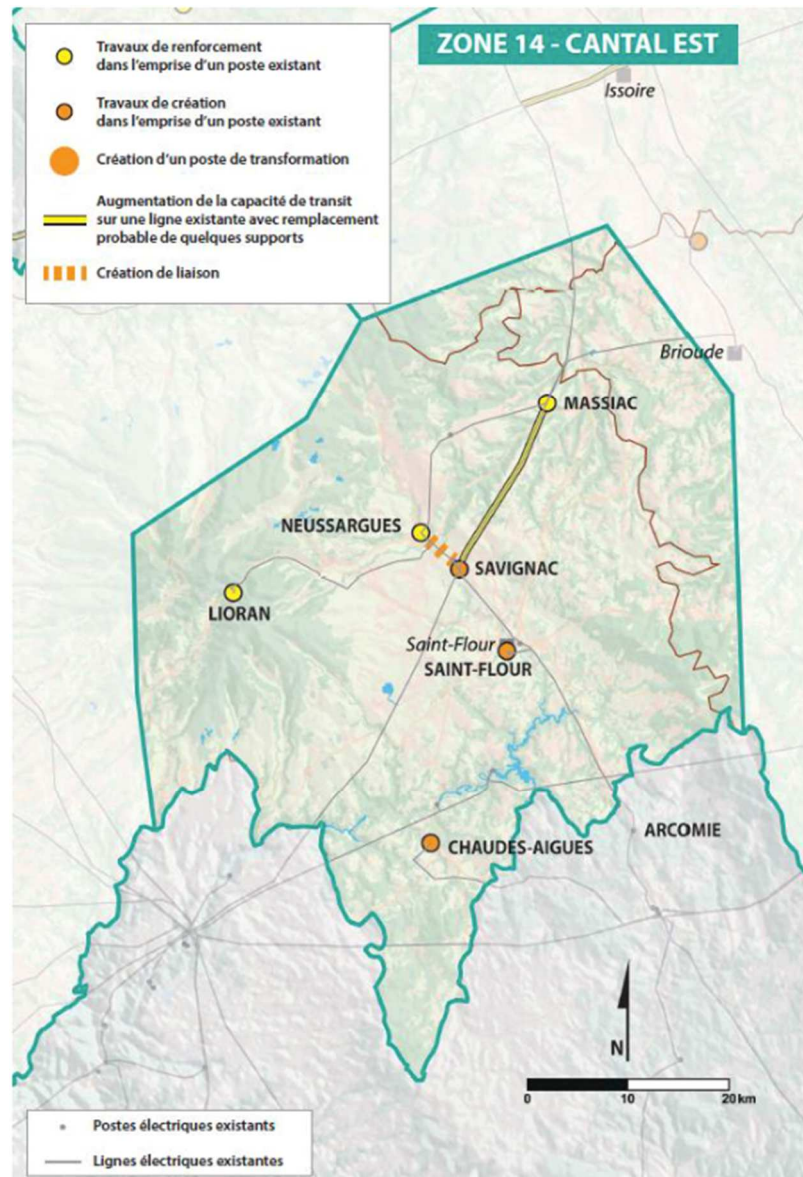 ZONE 14 - CANTAL EST
Travaux de renforcement
dans l'emprise d'un poste existant
Travaux de création
dans l'emprise d'un poste existant
Création d'un poste de transformation
Augmentation de la capacité de transit
sur une ligne existante avec remplacement
probable de quelques supports
Création de liaison
Issoire
Brioude
MASSIAC
NEUSSARGUES
SAVIGNAC
LIORAN
Saint-Flour
SAINT-FLOUR
ARCOMIE
CHAUDES-AIGUES
N
0 10 20 km
Postes électriques existants
Lignes électriques existantes